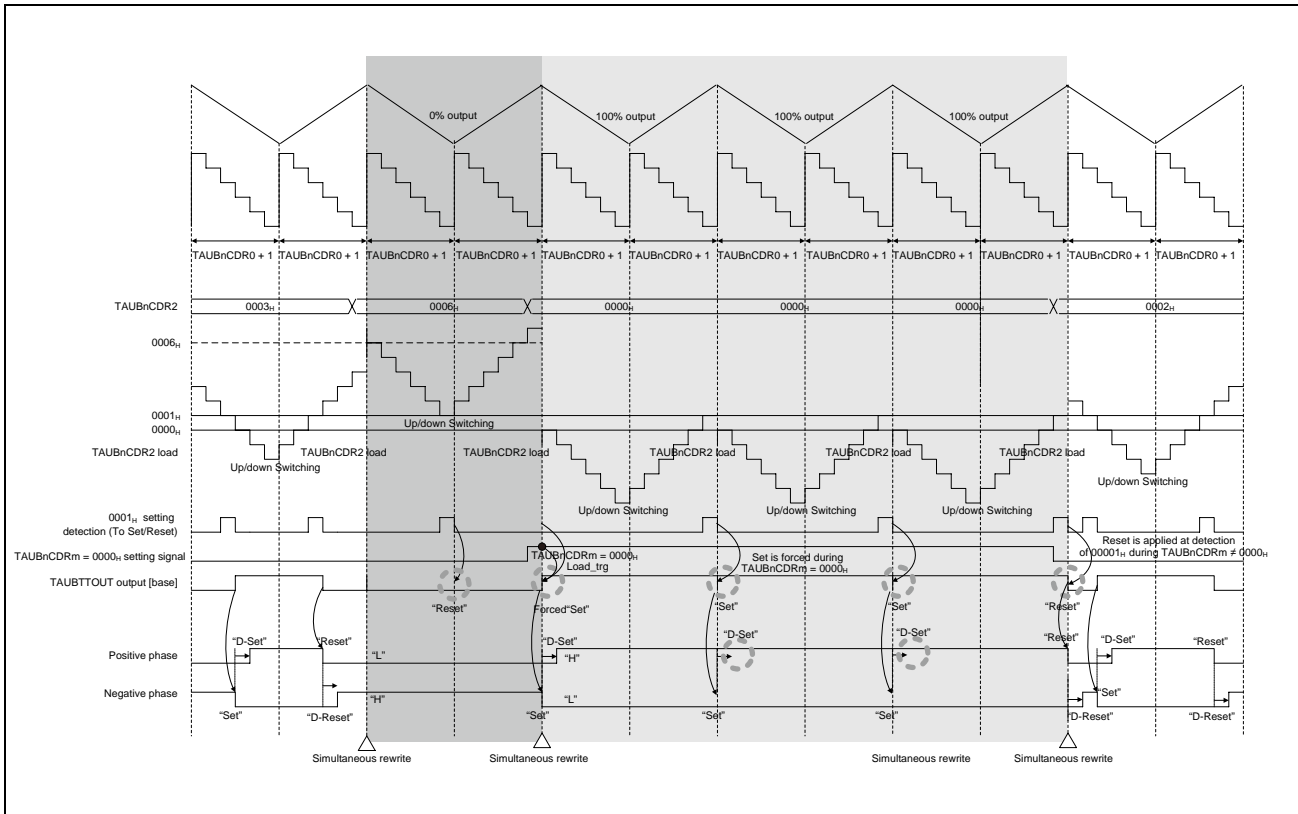 0% output
100% output
100% output
100% output
TAUBnCDR0 + 1
TAUBnCDR0 + 1
TAUBnCDR0 + 1
TAUBnCDR0 + 1
TAUBnCDR0 + 1
TAUBnCDR0 + 1
TAUBnCDR0 + 1
TAUBnCDR0 + 1
TAUBnCDR0 + 1
TAUBnCDR0 + 1
TAUBnCDR0 + 1
TAUBnCDR0 + 1
TAUBnCDR2
0003H
0006H
0000H
0000H
0000H
0002H
0006H
0001H
Up/down Switching
0000H
TAUBnCDR2 load
TAUBnCDR2 load
TAUBnCDR2 load
TAUBnCDR2 load
TAUBnCDR2 load
TAUBnCDR2 load
Up/down Switching
Up/down Switching
Up/down Switching
Up/down Switching
Up/down Switching
0001H setting
detection (To Set/Reset)
TAUBnCDRm = 0000H setting signal
TAUBnCDRm = 0000H
Load_trg
Set is forced during
TAUBnCDRm = 0000H
Reset is applied at detection
of 00001H during TAUBnCDRm ≠ 0000H
TAUBTTOUT output [base]
“Reset”
Forced“Set”
“Set”
“Set”
“Reset”
“D-Set”
“Reset”
“D-Set”
“D-Set”
“D-Set”
“Reset”
“D-Set”
“Reset”
Positive phase
“L”
“H”
Negative phase
“H”
“L”
“Set”
“Set”
“D-Reset”
“Set”
“Set”
“Set”
“D-Reset”
“D-Reset”
Simultaneous rewrite
Simultaneous rewrite
Simultaneous rewrite
Simultaneous rewrite